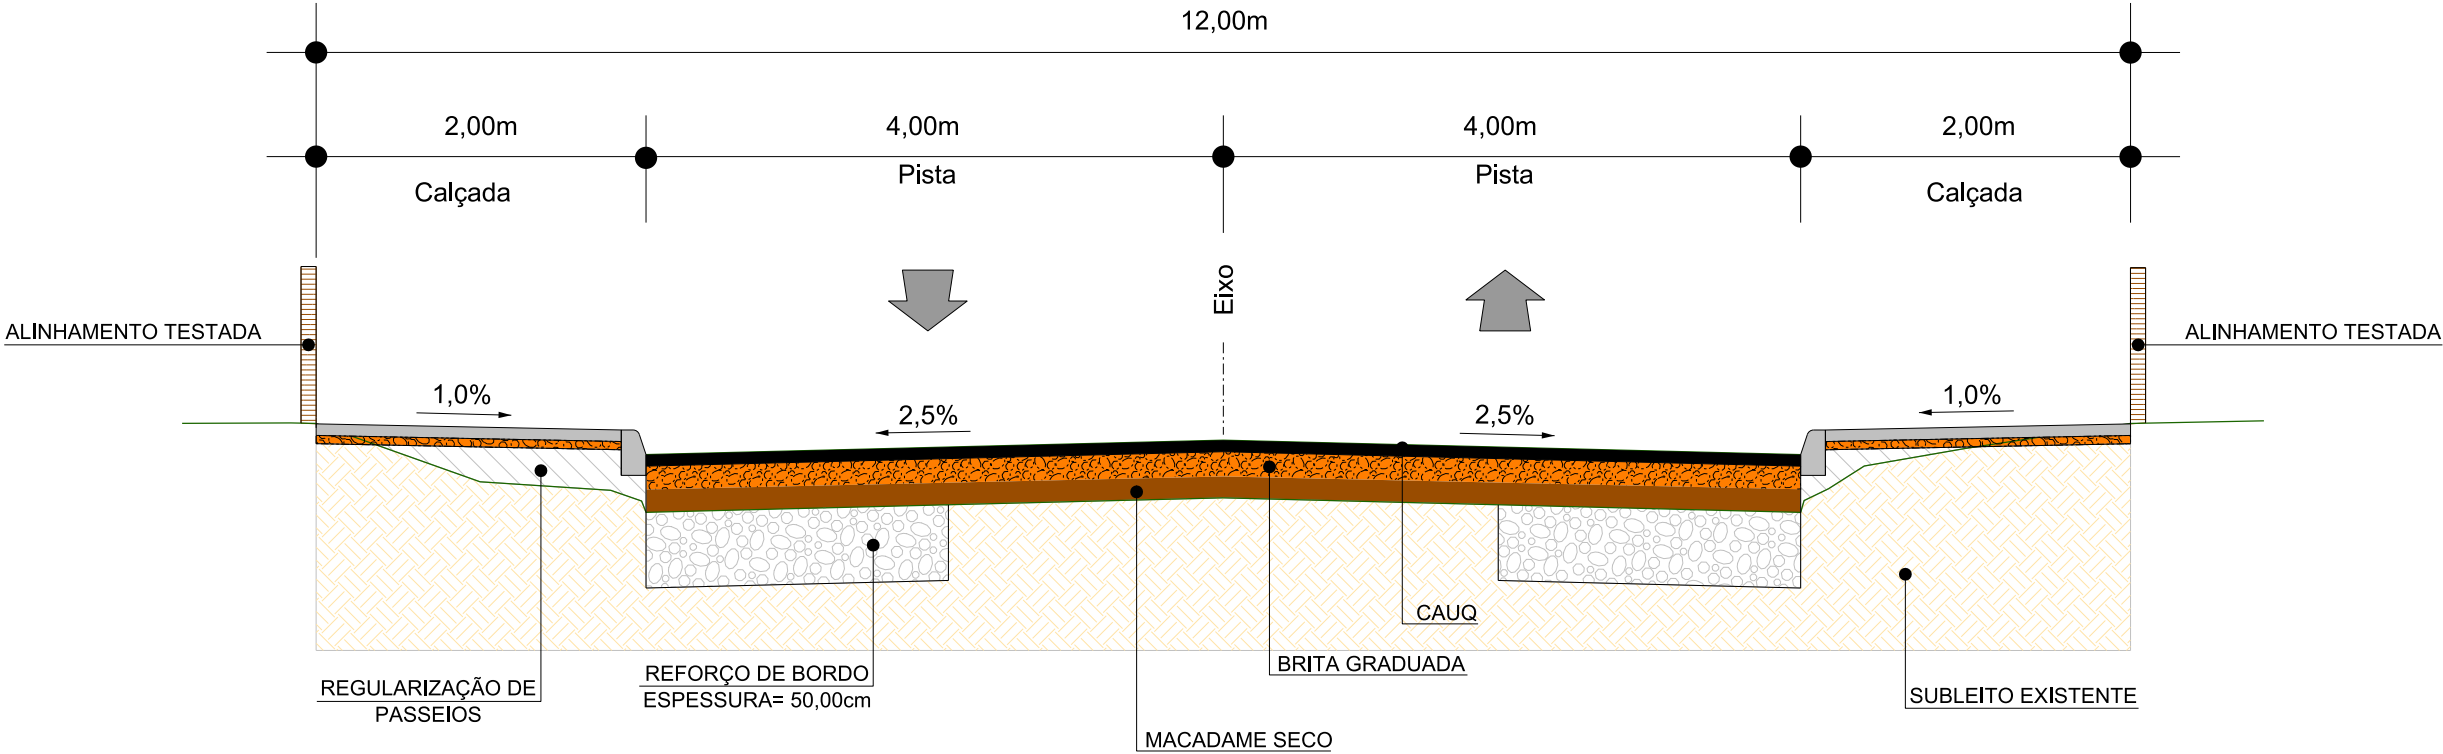 12,00m
2,00m
4,00m
4,00m
2,00m
Calçada
Pista
Pista
Calçada
Eixo
ALINHAMENTO TESTADA
ALINHAMENTO TESTADA
1,0%
2,5%
2,5%
1,0%
CAUQ
BRITA GRADUADA
REFORÇO DE BORDO
ESPESSURA= 50,00cm
REGULARIZAÇÃO DE
PASSEIOS
SUBLEITO EXISTENTE
MACADAME SECO